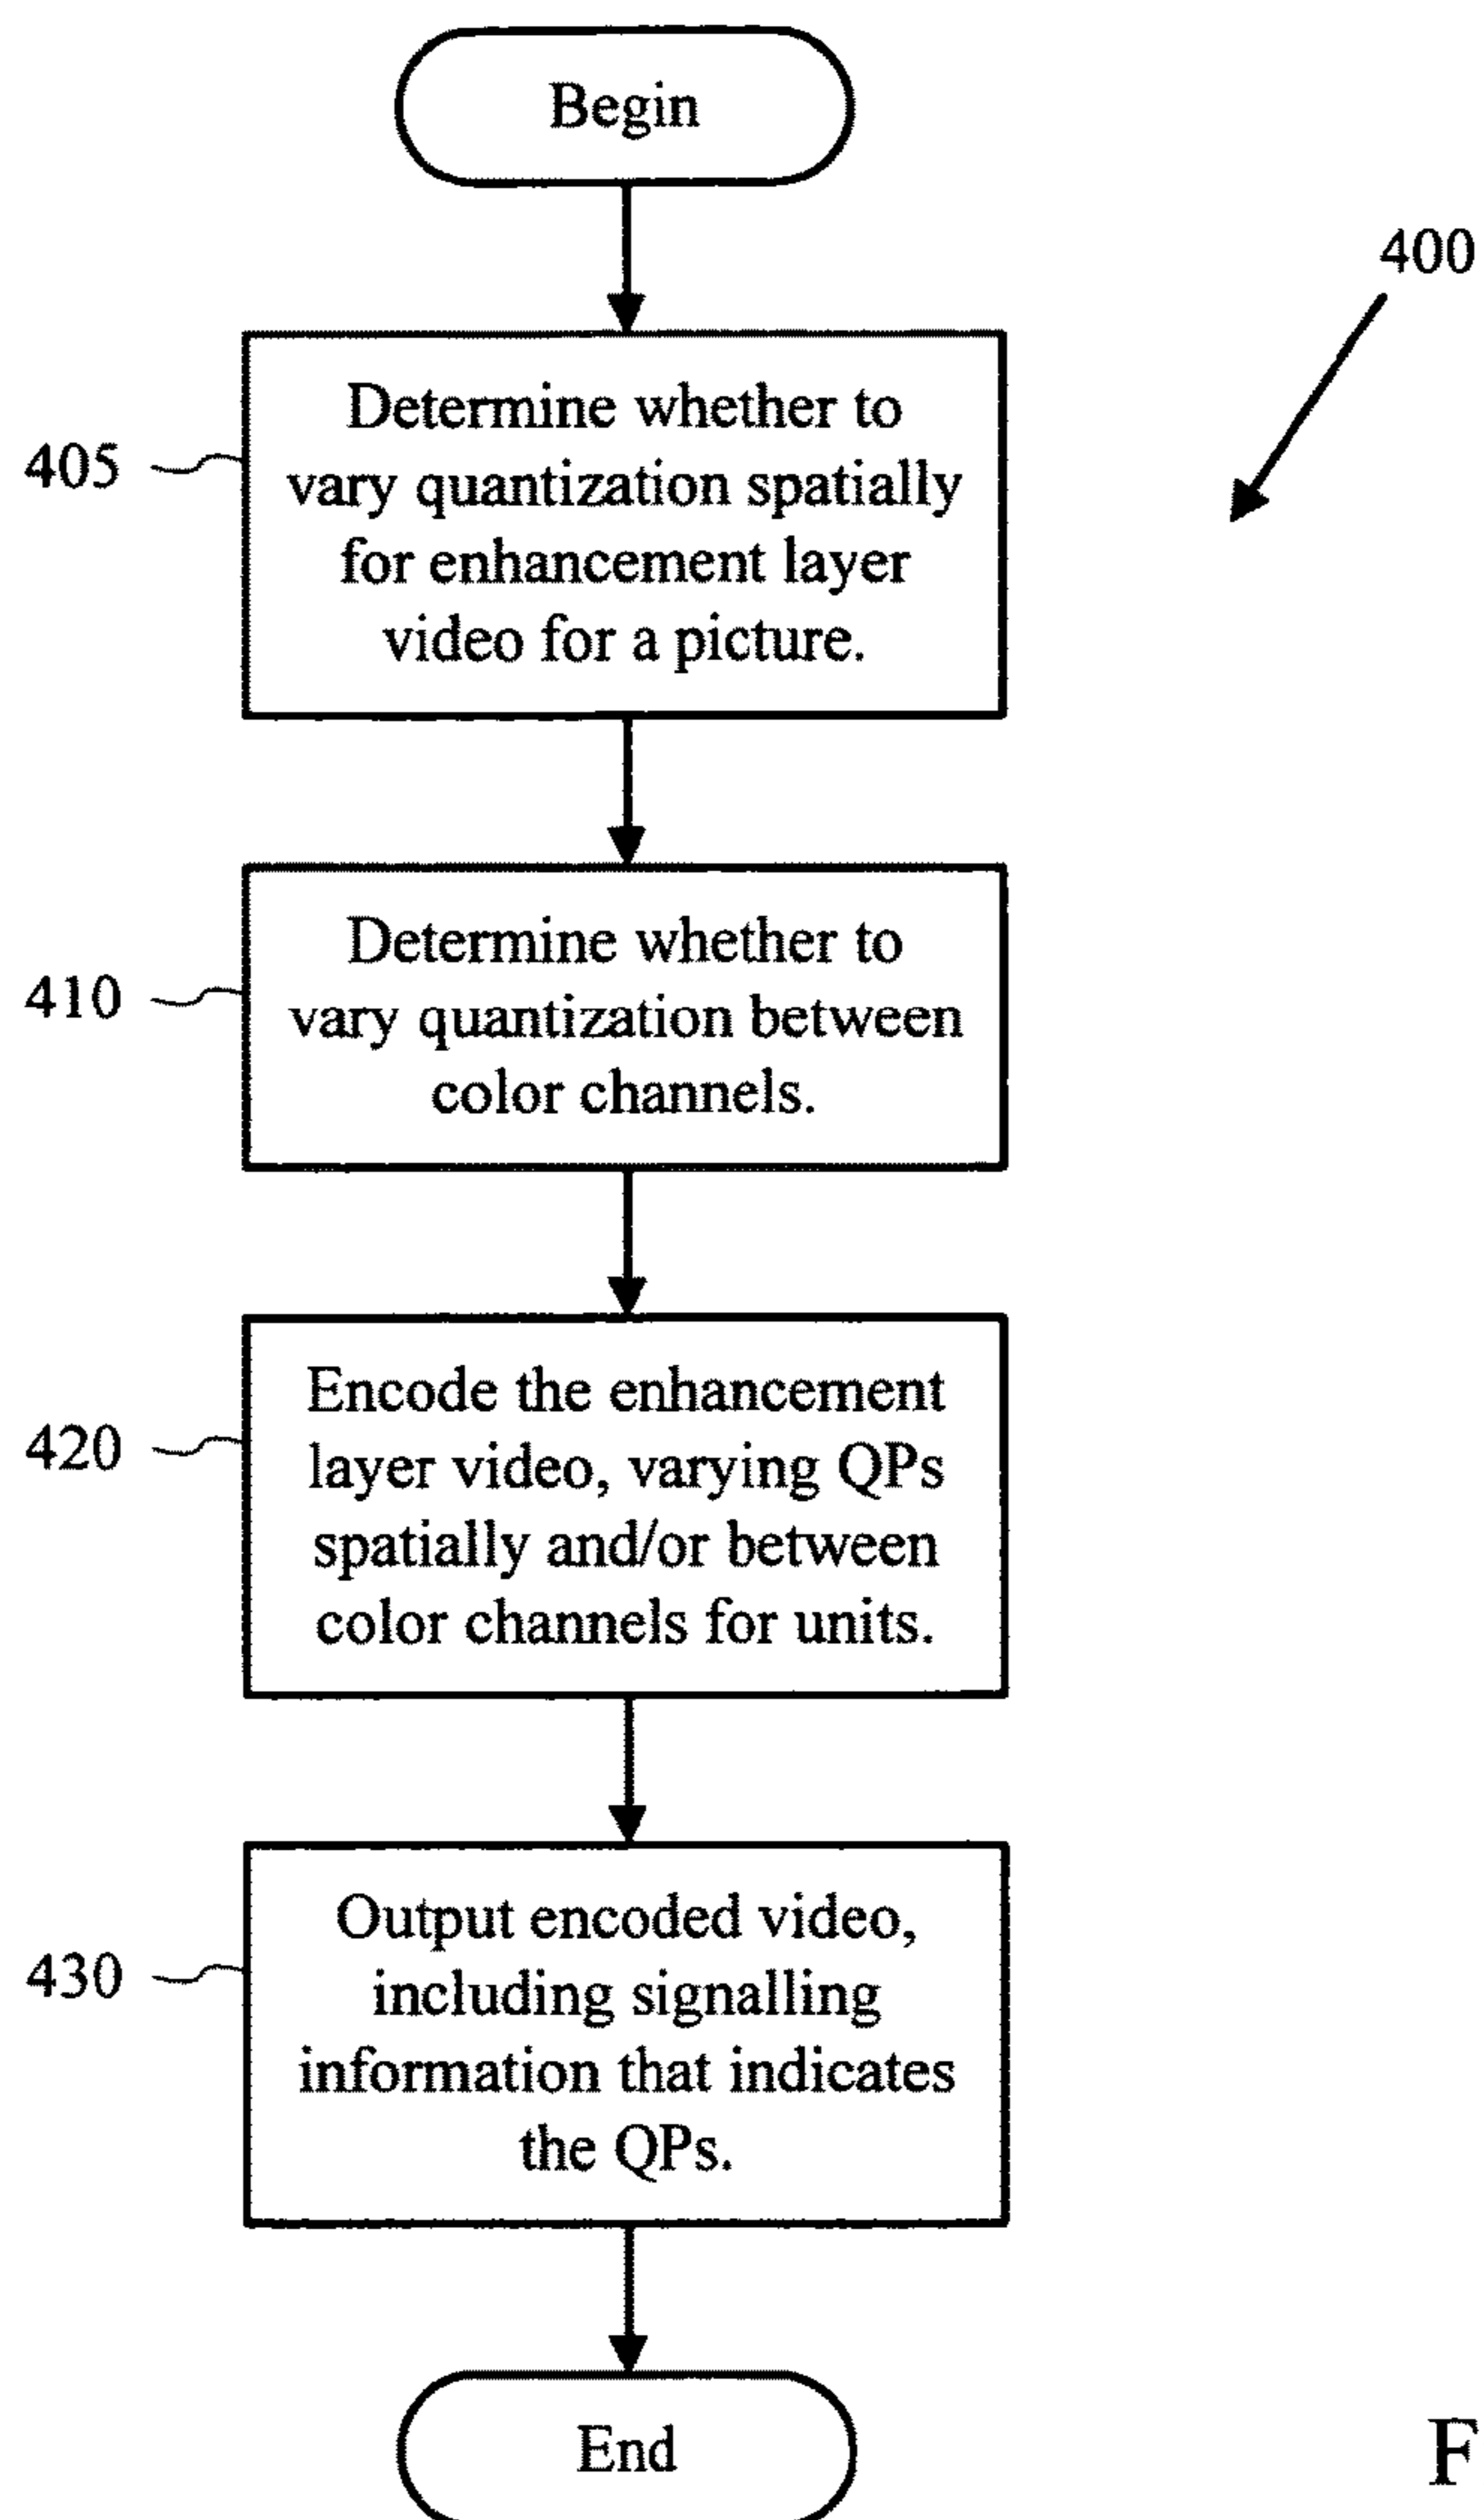 Begin
400
405
Determine whether to
vary quantization spatially
for enhancement layer
video for a picture.
410
Determine whether to
vary quantization between
color channels.
420
Encode the enhancement
layer video, varying QPs
spatially and/or between
color channels for units.
430
Output encoded video,
including signalling
information that indicates
the QPs.
End
F